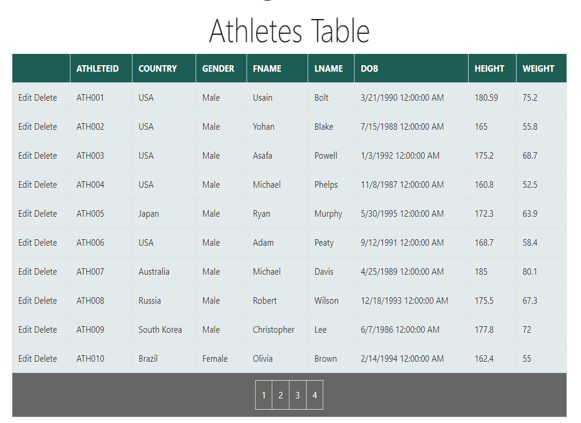 Athletes Table
ATHLETEID COUNTRY GENDER FNAME LNAME DOB HEIGHT WEIGHT
Edit Delete ATH001 USA Male Usain Bolt 3/21/1990 12:00:00 AM 180.59 75.2
Edit Delete ATH002 USA Male Yohan Blake 7/15/1988 12:00:00 AM 165 55.8
Edit Delete ATH003 USA Male Asafa Powell 1/3/1992 12:00:00 AM 175.2 68.7
Edit Delete ATH004 USA Male Michael Phelps 11/8/1987 12:00:00 AM 160.8 52.5
Edit Delete ATH005 Japan Male Ryan Murphy 5/30/1995 12:00:00 AM 172.3 63.9
Edit Delete ATH006 USA Male Adam Peaty 9/12/1991 12:00:00 AM 168.7 58.4
Edit Delete ATH007 Australia Male Michael Davis 4/25/1989 12:00:00 AM 185 80.1
Edit Delete ATH008 Russia Male Robert Wilson 12/18/1993 12:00:00 AM 175.5 67.3
Edit Delete ATH009 South Korea Male Christopher Lee 6/7/1986 12:00:00 AM 177.8 72
Edit Delete ATH010 Brazil Female Olivia Brown 2/14/1994 12:00:00 AM 162.4 55
1 2 3 4